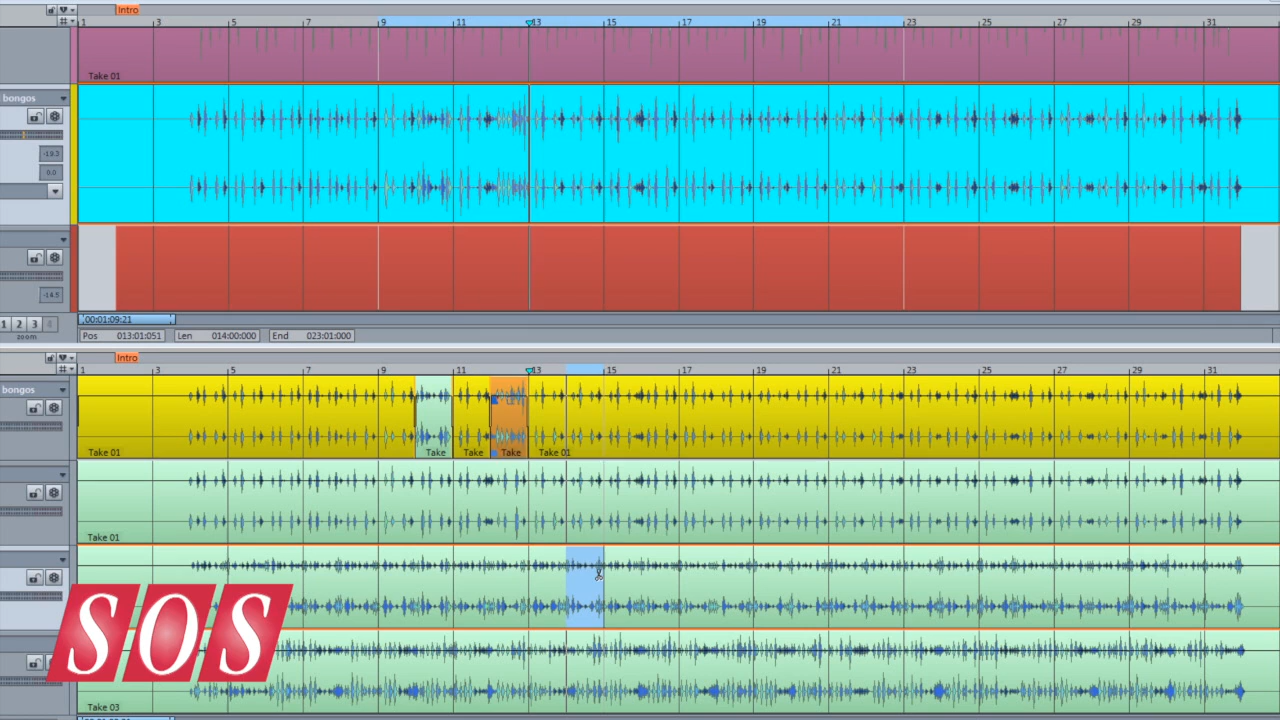 Intro
1 3 5 7 9 11 13 15 17 19 21 23 25 27 29 31
Take 01
bongos
-19.3
0.0
-14.5
1 2 3 4
zoom
00:01:09:21
Pos 013:01:051 Len 014:00:000 End 023:01:000
Intro
1 3 5 7 9 11 13 15 17 19 21 23 25 27 29 31
bongos
Take 01 Take Take Take Take 01
Take 01
SOS
Take 03